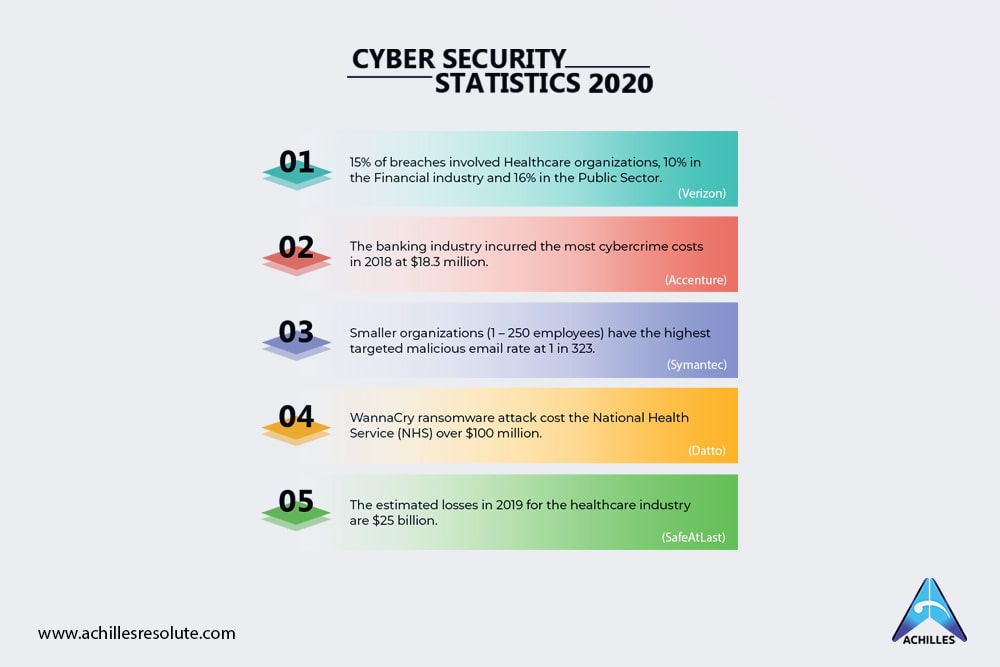 CYBER SECURITY
STATISTICS 2020
01
15% of breaches involved Healthcare organizations, 10% in
the Financial industry and 16% in the Public Sector.
(Verizon)
02
The banking industry incurred the most cybercrime costs
in 2018 at $18.3 million.
(Accenture)
03
Smaller organizations (1 – 250 employees) have the highest
targeted malicious email rate at 1 in 323.
(Symantec)
04
WannaCry ransomware attack cost the National Health
Service (NHS) over $100 million.
(Datto)
05
The estimated losses in 2019 for the healthcare industry
are $25 billion.
(SafeAtLast)
www.achillesresolute.com
ACHILLES